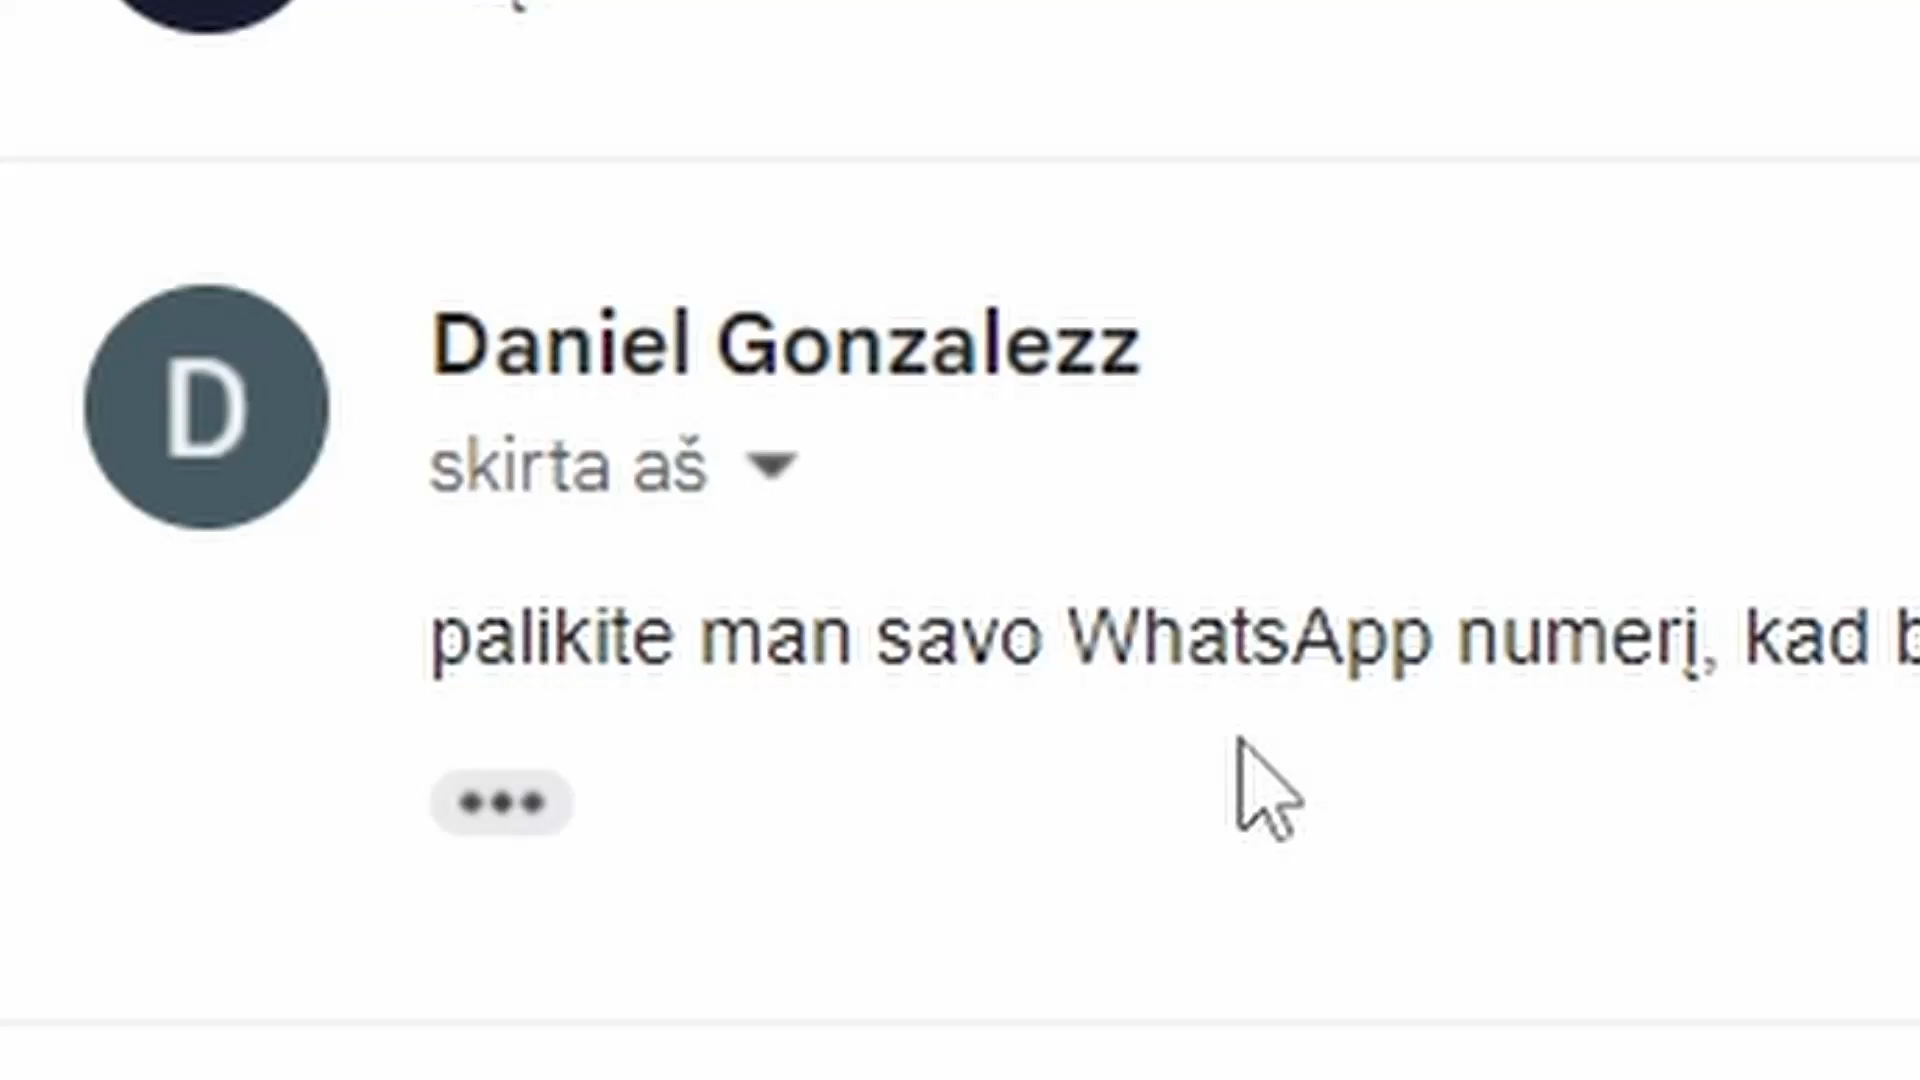 D
Daniel Gonzalezz
skirta aš
palikite man savo WhatsApp numerį, kad